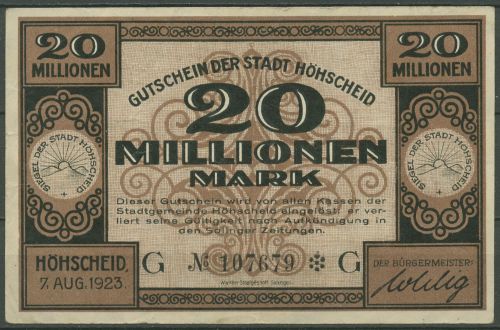 20
MILLIONEN
20
MILLIONEN
GUTSCHEIN DER STADT HÖHSCHEID
20
MILLIONEN
MARK
SIEGEL DER STADT HÖHSCHEID
SIEGEL DER STADT HÖHSCHEID
Dieser Gutschein wird von allen Kassen der
Stadtgemeinde Höhscheid eingelöst; er ver-
liert seine Gültigkeit nach Aufkündigung in
den Solinger Zeitungen.
HÖHSCHEID,
7. AUG. 1923.
G № 107679 ✻ G
DER BÜRGERMEISTER: